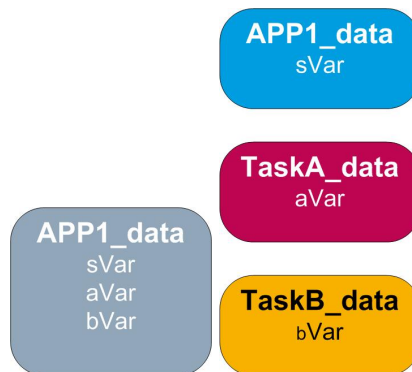 APP1_data
sVar
TaskA_data
aVar
APP1_data
sVar
aVar
bVar
TaskB_data
bVar